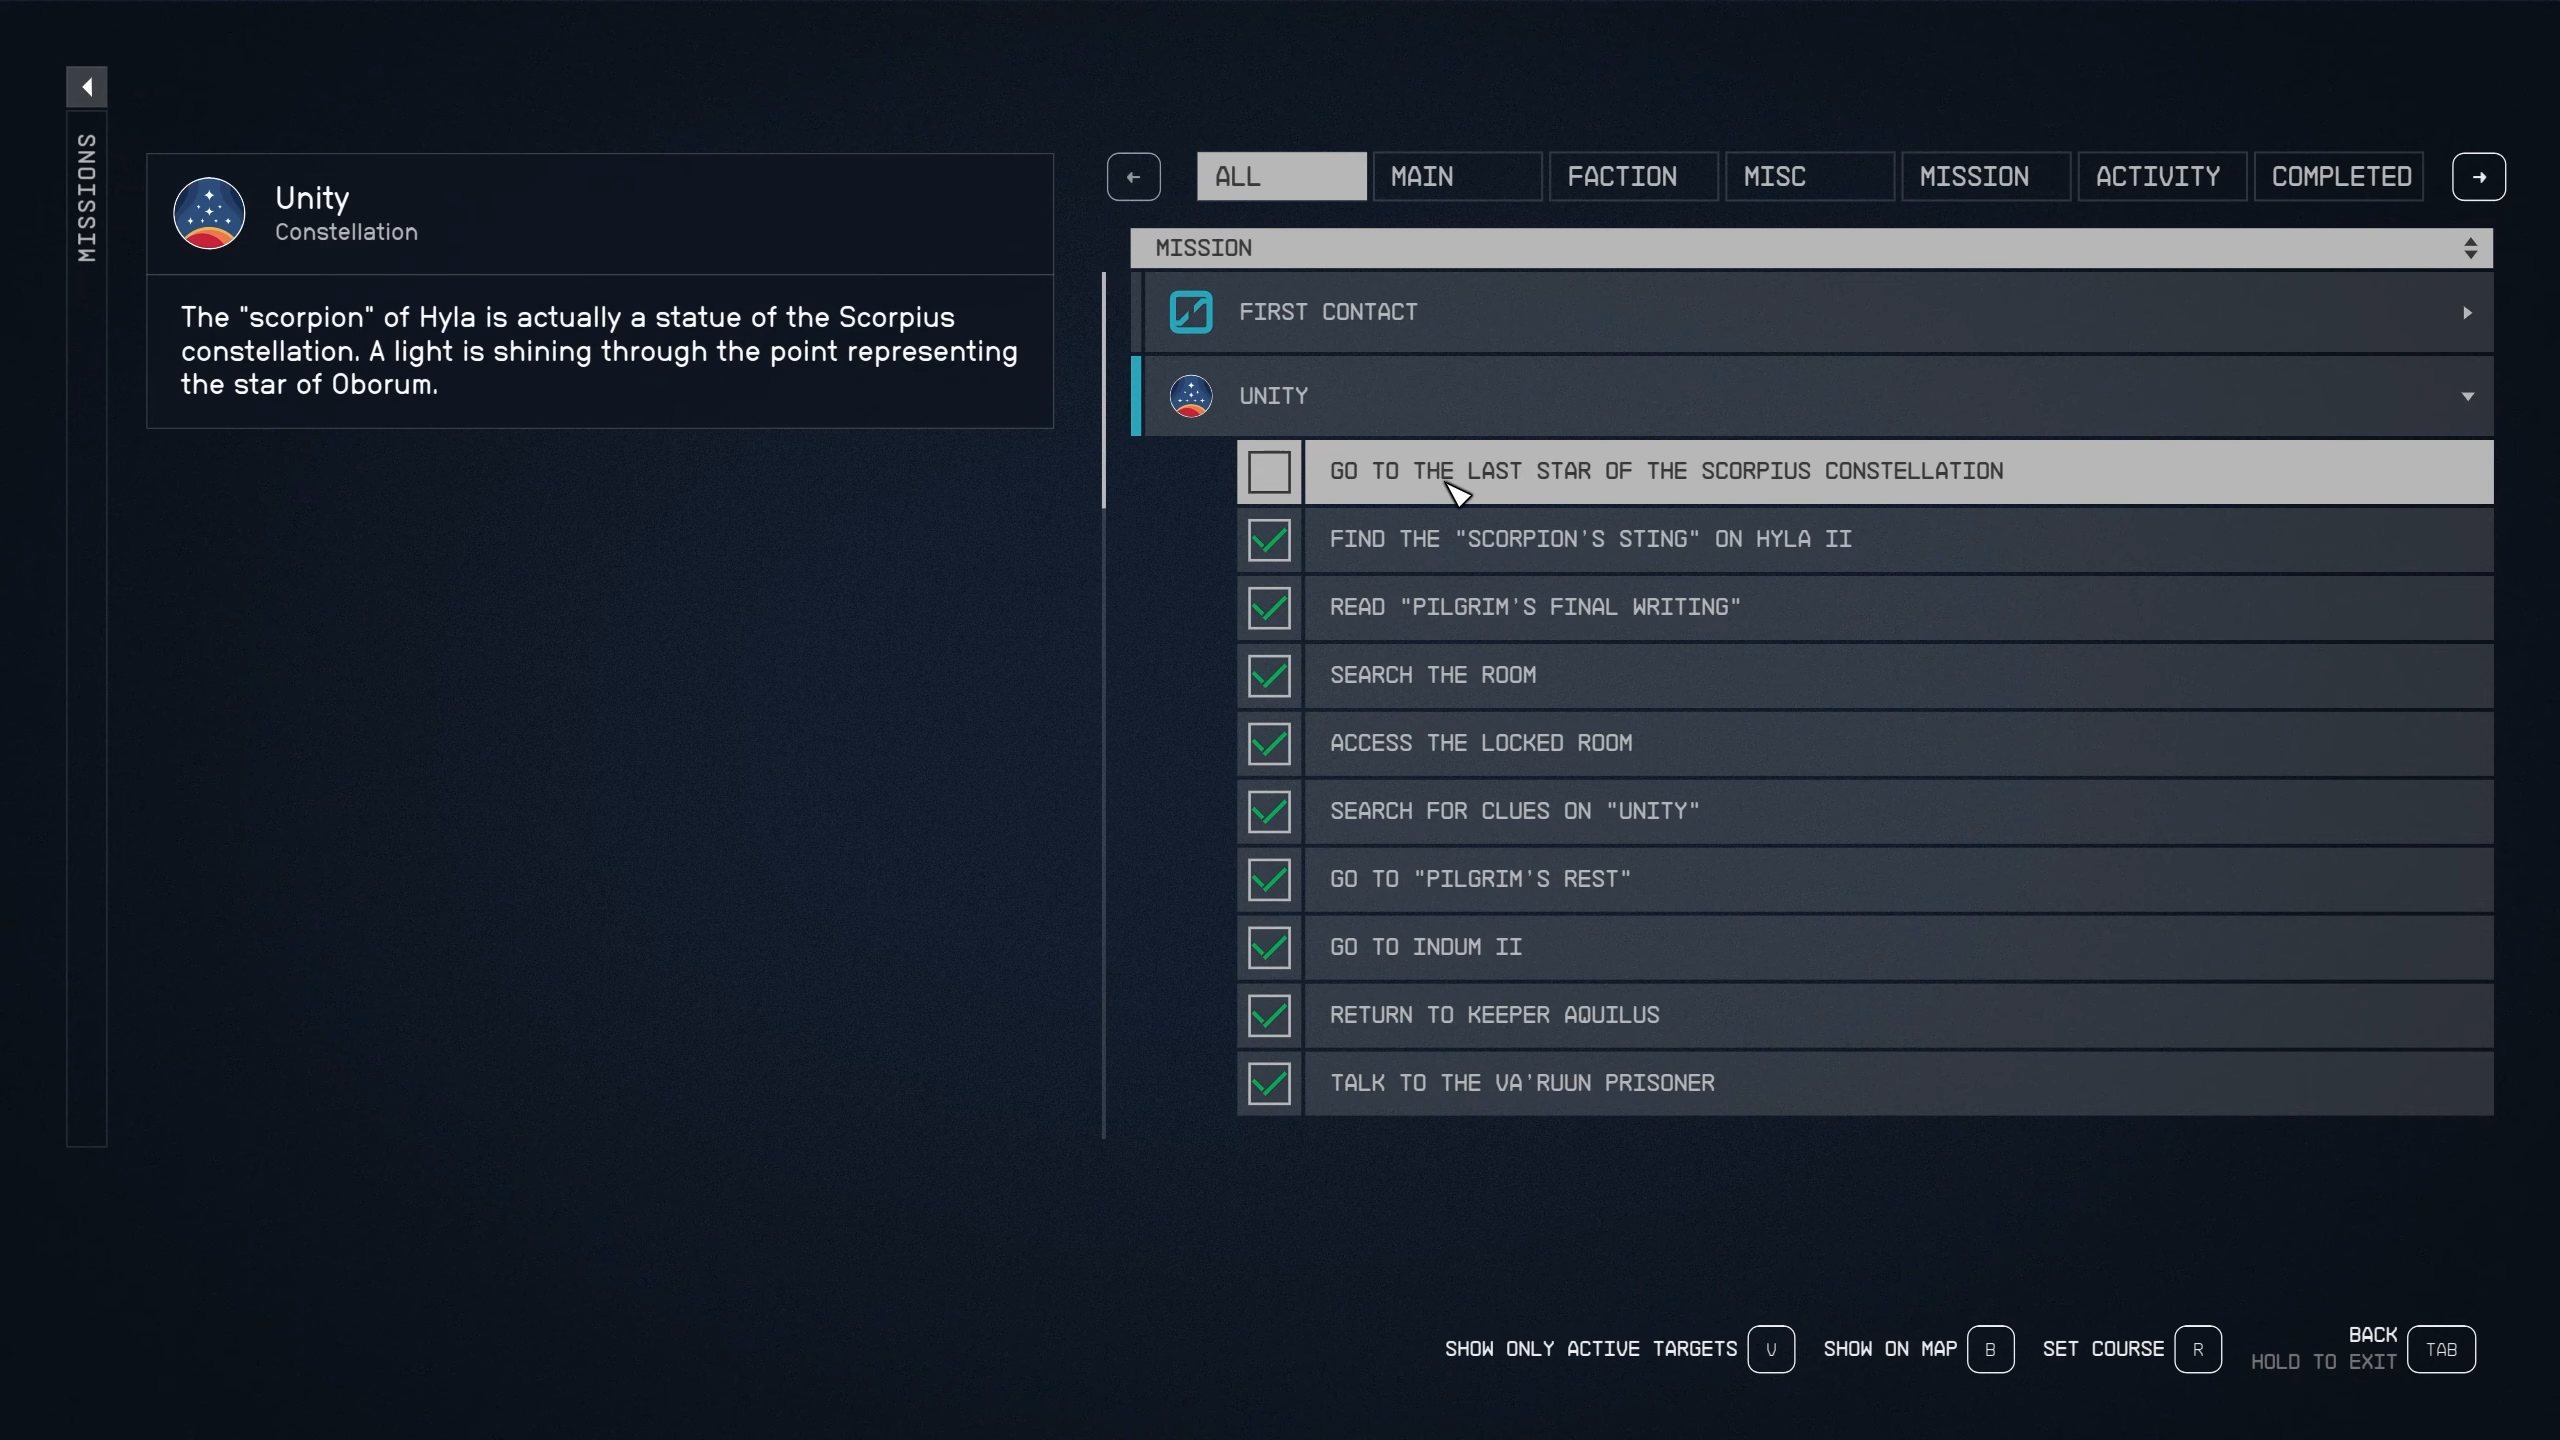 MISSIONS
Unity
Constellation
The "scorpion" of Hyla is actually a statue of the Scorpius
constellation. A light is shining through the point representing
the star of Oborum.
ALL
MAIN
FACTION
MISC
MISSION
ACTIVITY
COMPLETED
MISSION
FIRST CONTACT
UNITY
GO TO THE LAST STAR OF THE SCORPIUS CONSTELLATION
FIND THE "SCORPION'S STING" ON HYLA II
READ "PILGRIM'S FINAL WRITING"
SEARCH THE ROOM
ACCESS THE LOCKED ROOM
SEARCH FOR CLUES ON "UNITY"
GO TO "PILGRIM'S REST"
GO TO INDUM II
RETURN TO KEEPER AQUILUS
TALK TO THE VA'RUUN PRISONER
SHOW ONLY ACTIVE TARGETS V
SHOW ON MAP B
SET COURSE R
BACK
HOLD TO EXIT
TAB